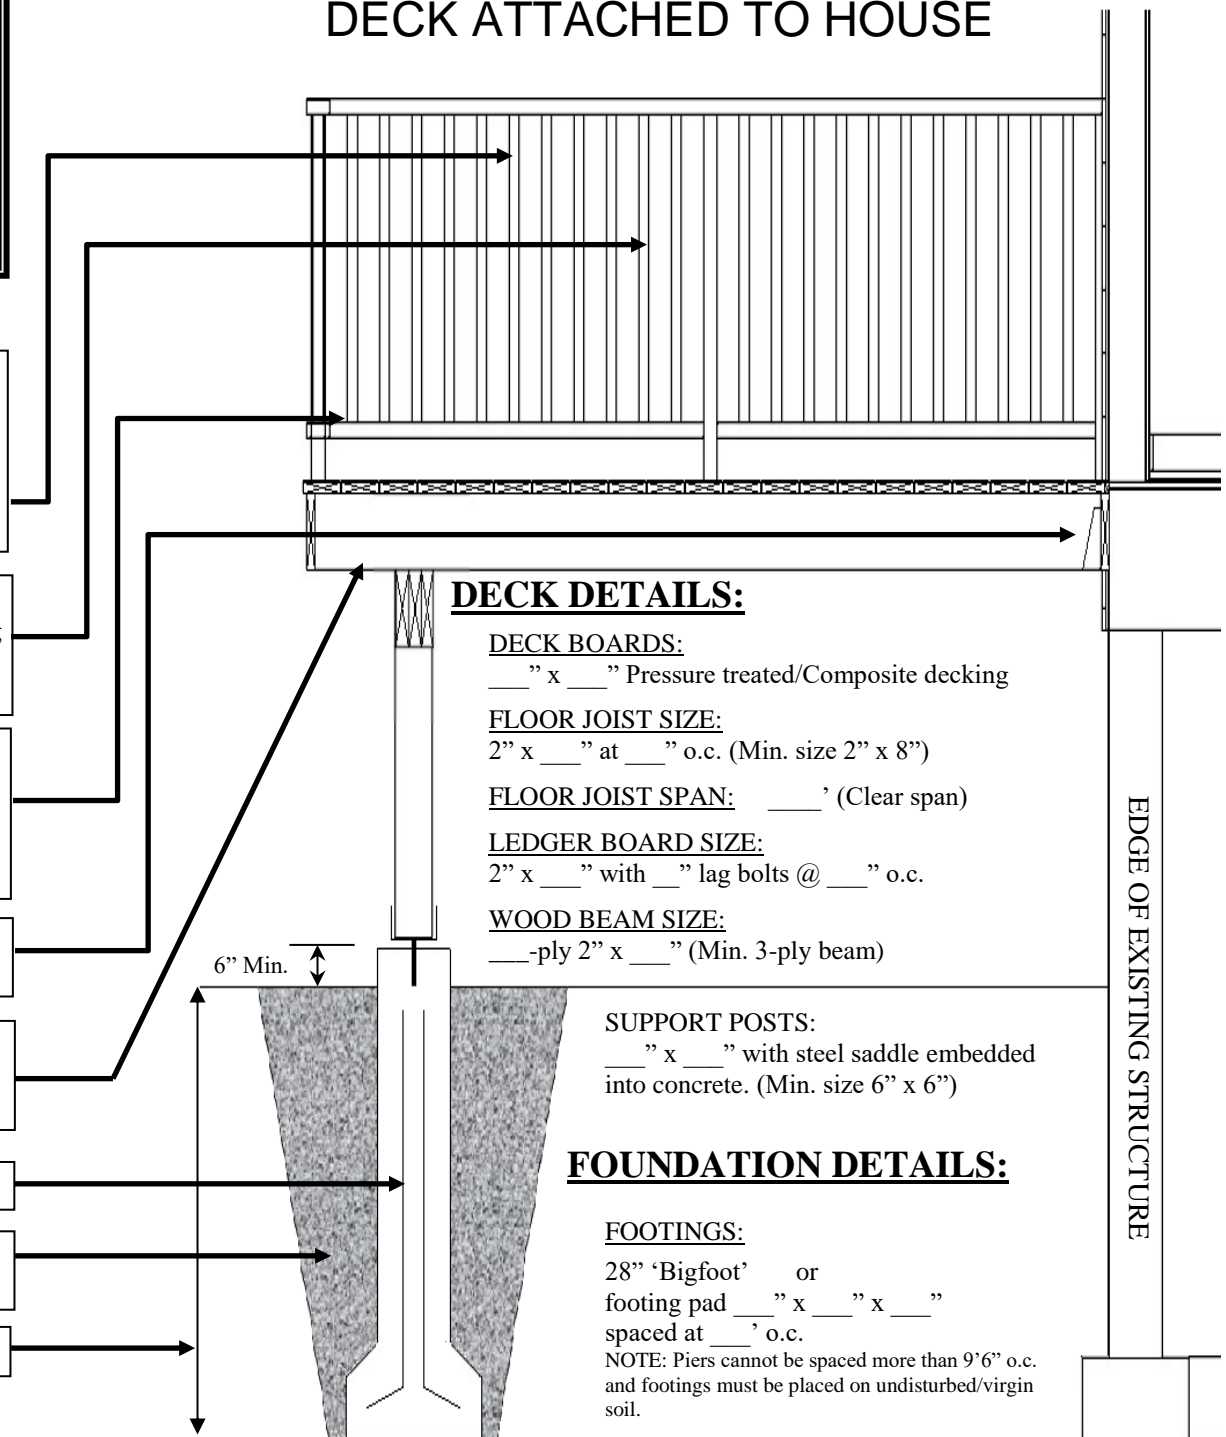 DECK ATTACHED TO HOUSE
DECK DETAILS:
DECK BOARDS:
___” x ___” Pressure treated/Composite decking
FLOOR JOIST SIZE:
2” x ___” at ___” o.c. (Min. size 2” x 8”)
FLOOR JOIST SPAN: ____’ (Clear span)
LEDGER BOARD SIZE:
2” x ___” with __” lag bolts @ ___” o.c.
WOOD BEAM SIZE:
___-ply 2” x ___” (Min. 3-ply beam)
6” Min.
SUPPORT POSTS:
___” x ___” with steel saddle embedded
into concrete. (Min. size 6” x 6”)
EDGE OF EXISTING STRUCTURE
FOUNDATION DETAILS:
FOOTINGS:
28” ‘Bigfoot’ or
footing pad ___” x ___” x ___”
spaced at ___’ o.c.
NOTE: Piers cannot be spaced more than 9’6” o.c.
and footings must be placed on undisturbed/virgin
soil.